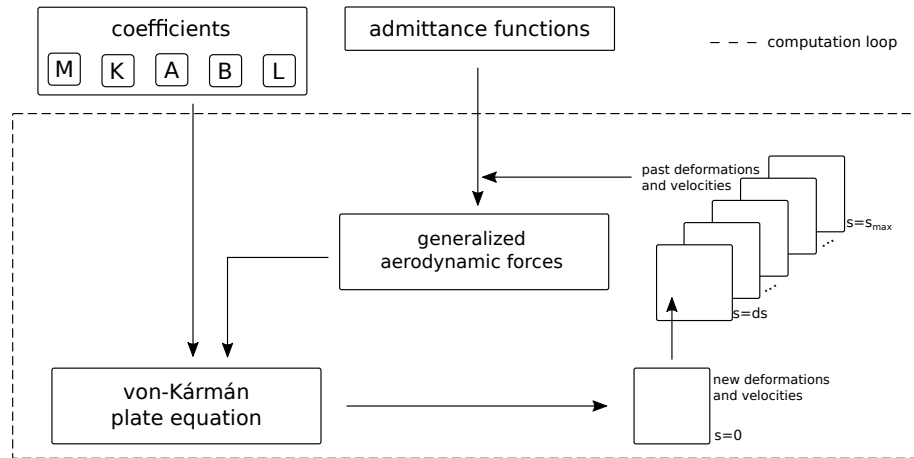 coefficients
M K A B L
admittance functions
computation loop
past deformations
and velocities
s=s_max
...
...
s=ds
generalized
aerodynamic forces
von-Kármán
plate equation
new deformations
and velocities
s=0